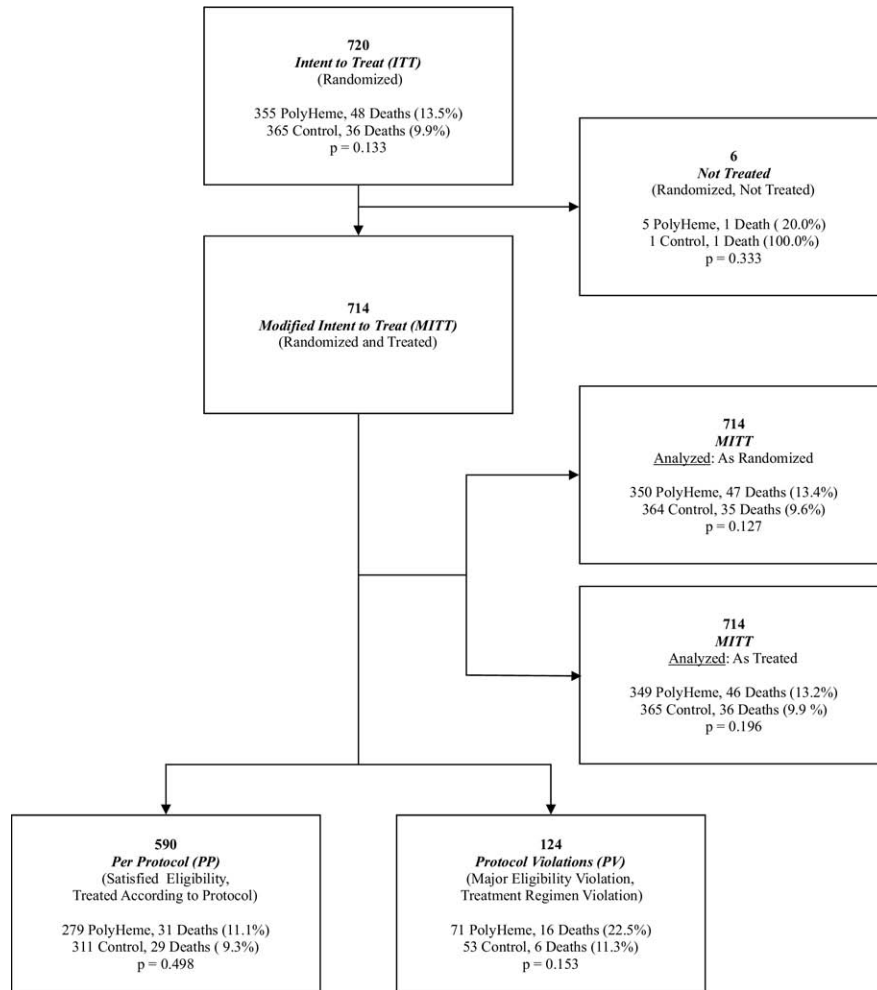 720
Intent to Treat (ITT)
(Randomized)
355 PolyHeme, 48 Deaths (13.5%)
365 Control, 36 Deaths (9.9%)
p = 0.133
6
Not Treated
(Randomized, Not Treated)
5 PolyHeme, 1 Death ( 20.0%)
1 Control, 1 Death (100.0%)
p = 0.333
714
Modified Intent to Treat (MITT)
(Randomized and Treated)
714
MITT
Analyzed: As Randomized
350 PolyHeme, 47 Deaths (13.4%)
364 Control, 35 Deaths (9.6%)
p = 0.127
714
MITT
Analyzed: As Treated
349 PolyHeme, 46 Deaths (13.2%)
365 Control, 36 Deaths (9.9 %)
p = 0.196
590
Per Protocol (PP)
(Satisfied Eligibility,
Treated According to Protocol)
279 PolyHeme, 31 Deaths (11.1%)
311 Control, 29 Deaths ( 9.3%)
p = 0.498
124
Protocol Violations (PV)
(Major Eligibility Violation,
Treatment Regimen Violation)
71 PolyHeme, 16 Deaths (22.5%)
53 Control, 6 Deaths (11.3%)
p = 0.153